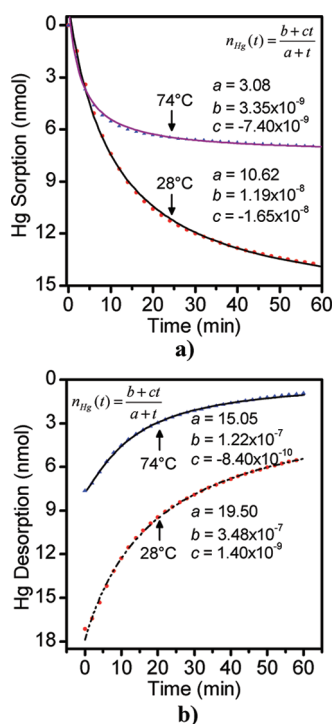 n_Hg(t) = (b+ct)/(a+t)
0
3
6
9
12
15
Hg Sorption (nmol)
74°C
a = 3.08
b = 3.35x10^-9
c = -7.40x10^-9
28°C
a = 10.62
b = 1.19x10^-8
c = -1.65x10^-8
0 10 20 30 40 50 60
Time (min)
a)
0
3
6
9
12
15
18
Hg Desorption (nmol)
n_Hg(t) = (b+ct)/(a+t)
a = 15.05
b = 1.22x10^-7
c = -8.40x10^-10
74°C
a = 19.50
b = 3.48x10^-7
c = 1.40x10^-9
28°C
0 10 20 30 40 50 60
Time (min)
b)